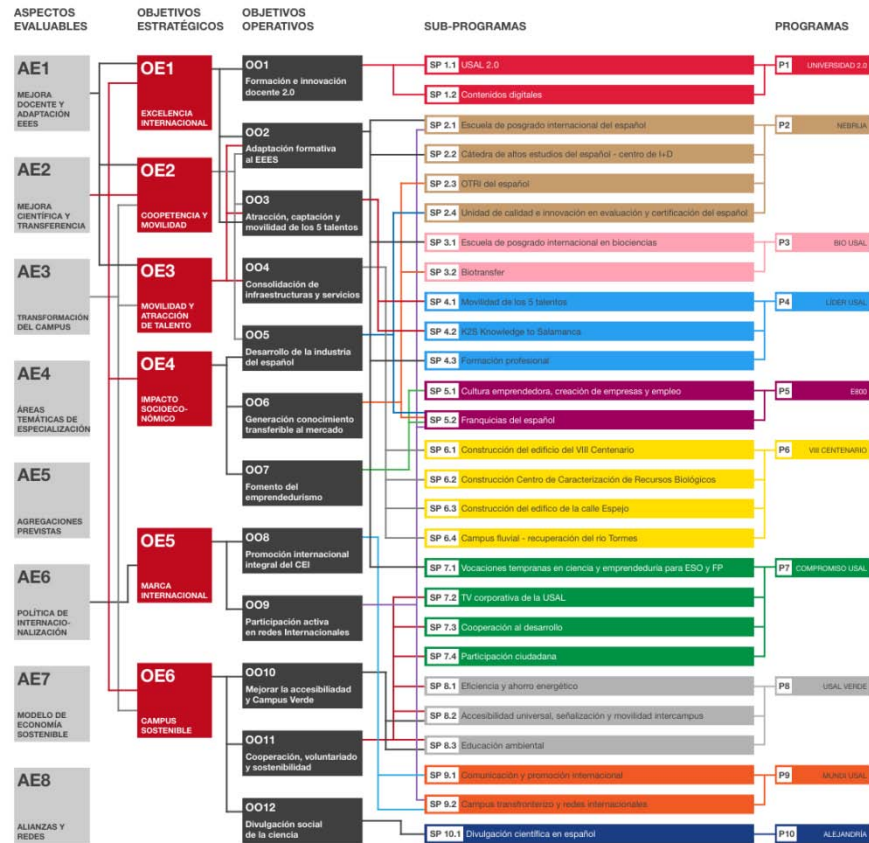 ASPECTOS
EVALUABLES
OBJETIVOS
ESTRATÉGICOS
OBJETIVOS
OPERATIVOS
SUB-PROGRAMAS
PROGRAMAS
AE1
MEJORA
DOCENTE Y
ADAPTACIÓN
EEES
AE2
MEJORA
CIENTÍFICA Y
TRANSFERENCIA
AE3
TRANSFORMACIÓN
DEL CAMPUS
AE4
ÁREAS
TEMÁTICAS DE
ESPECIALIZACIÓN
AE5
AGREGACIONES
PREVISTAS
AE6
POLÍTICA DE
INTERNACIO-
NALIZACIÓN
AE7
MODELO DE
ECONOMÍA
SOSTENIBLE
AE8
ALIANZAS Y
REDES
OE1
EXCELENCIA
INTERNACIONAL
OE2
COOPETENCIA Y
MOVILIDAD
OE3
MOVILIDAD Y
ATRACCIÓN
DE TALENTO
OE4
IMPACTO
SOCIOECO-
NÓMICO
OE5
MARCA
INTERNACIONAL
OE6
CAMPUS
SOSTENIBLE
OO1
Formación e innovación
docente 2.0
OO2
Adaptación formativa
al EEES
OO3
Atracción, captación y
movilidad de los 5 talentos
OO4
Consolidación de
infraestructuras y servicios
OO5
Desarrollo de la industria
del español
OO6
Generación conocimiento
transferible al mercado
OO7
Fomento del
emprendedurismo
OO8
Promoción internacional
integral del CEI
OO9
Participación activa
en redes Internacionales
OO10
Mejorar la accesibiliadad
y Campus Verde
OO11
Cooperación, voluntariado
y sostenibilidad
OO12
Divulgación social
de la ciencia
SP 1.1 USAL 2.0
SP 1.2 Contenidos digitales
SP 2.1 Escuela de posgrado internacional del español
SP 2.2 Cátedra de altos estudios del español - centro de I+D
SP 2.3 OTRI del español
SP 2.4 Unidad de calidad e innovación en evaluación y certificación del español
SP 3.1 Escuela de posgrado internacional en biociencias
SP 3.2 Biotransfer
SP 4.1 Movilidad de los 5 talentos
SP 4.2 K2S Knowledge to Salamanca
SP 4.3 Formación profesional
SP 5.1 Cultura emprendedora, creación de empresas y empleo
SP 5.2 Franquicias del español
SP 6.1 Construcción del edificio del VIII Centenario
SP 6.2 Construcción Centro de Caracterización de Recursos Biológicos
SP 6.3 Construcción del edifico de la calle Espejo
SP 6.4 Campus fluvial - recuperación del río Tormes
SP 7.1 Vocaciones tempranas en ciencia y emprendeduría para ESO y FP
SP 7.2 TV corporativa de la USAL
SP 7.3 Cooperación al desarrollo
SP 7.4 Participación ciudadana
SP 8.1 Eficiencia y ahorro energético
SP 8.2 Accesibilidad universal, señalización y movilidad intercampus
SP 8.3 Educación ambiental
SP 9.1 Comunicación y promoción internacional
SP 9.2 Campus transfronterizo y redes internacionales
SP 10.1 Divulgación científica en español
P1 UNIVERSIDAD 2.0
P2 NEBRIJA
P3 BIO USAL
P4 LÍDER USAL
P5 E800
P6 VIII CENTENARIO
P7 COMPROMISO USAL
P8 USAL VERDE
P9 MUNDI USAL
P10 ALEJANDRÍA